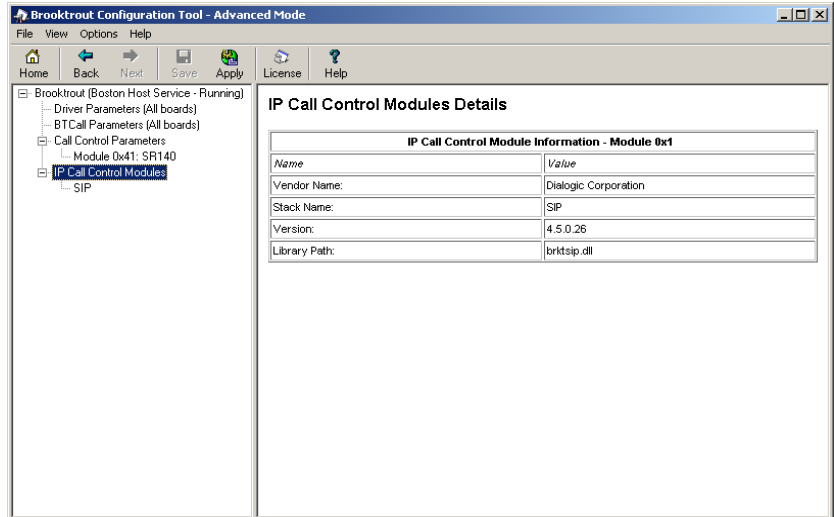 Brooktrout Configuration Tool - Advanced Mode
File View Options Help
Home Back Next Save Apply License Help
Brooktrout (Boston Host Service - Running)
Driver Parameters (All boards)
BTCall Parameters (All boards)
Call Control Parameters
Module 0x41: SR140
IP Call Control Modules
SIP
IP Call Control Modules Details
IP Call Control Module Information - Module 0x1
Name Value
Vendor Name: Dialogic Corporation
Stack Name: SIP
Version: 4.5.0.26
Library Path: brktsip.dll